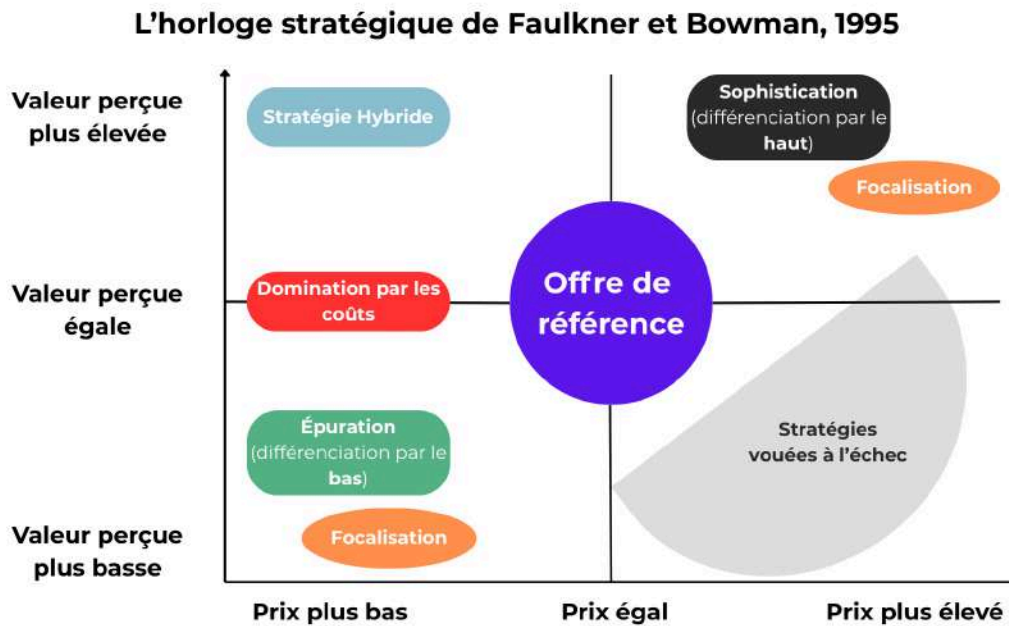 L'horloge stratégique de Faulkner et Bowman, 1995
Valeur perçue
plus élevée
Stratégie Hybride
Sophistication
(différenciation par le
haut)
Focalisation
Valeur perçue
égale
Domination par les
coûts
Offre de
référence
Épuration
(différenciation par le
bas)
Stratégies
vouées à l'échec
Valeur perçue
plus basse
Focalisation
Prix plus bas
Prix égal
Prix plus élevé